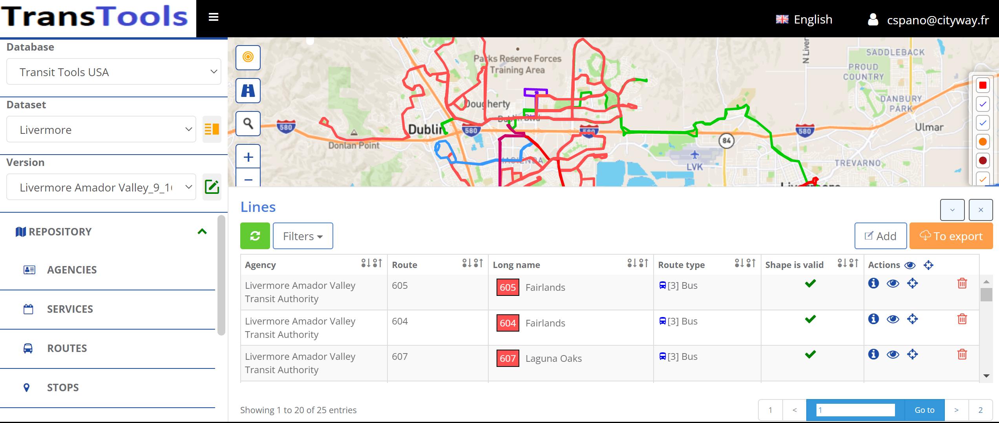 TransTools
English
cspano@cityway.fr
Database
Transit Tools USA
Dataset
Livermore
Version
Livermore Amador Valley_9_1
REPOSITORY
AGENCIES
SERVICES
ROUTES
STOPS
Parks Reserve Forces
Training Area
Dougherty
Dublin Blvd
Dublin
580
580
580
580
Donlan Point
HACIENDA
84
LVK
N Liver
SADDLEBACK
PROUD
COUNTRY
DANBURY
PARK
Ulmar
TREVARNO
Livermore
Lines
Filters
Add
To export
Agency
Route
Long name
Route type
Shape is valid
Actions
Livermore Amador Valley
Transit Authority
605
605
Fairlands
[3] Bus
Livermore Amador Valley
Transit Authority
604
604
Fairlands
[3] Bus
Livermore Amador Valley
Transit Authority
607
607
Laguna Oaks
[3] Bus
Showing 1 to 20 of 25 entries
1
<
1
Go to
>
2